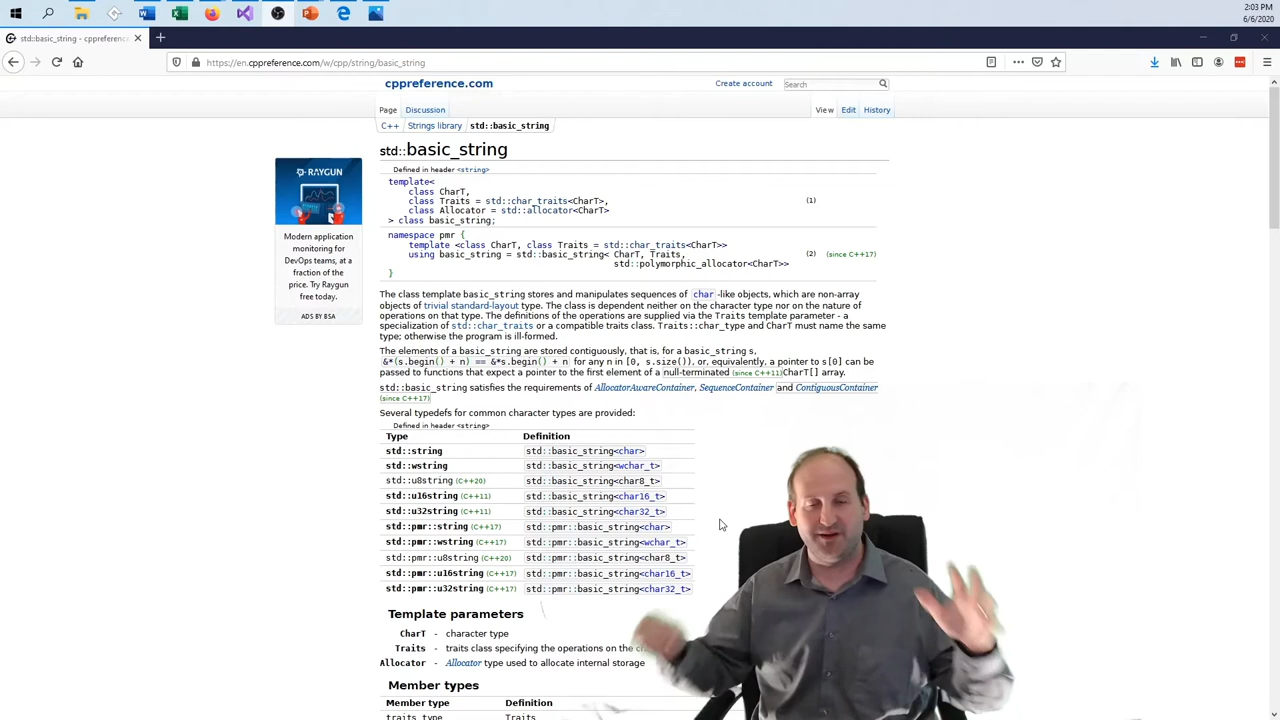 2:03 PM
6/6/2020
std::basic_string - cppreference.c
https://en.cppreference.com/w/cpp/string/basic_string
cppreference.com
Create account
Search
Page
Discussion
View
Edit
History
C++
Strings library
std::basic_string
std::basic_string
Defined in header <string>
template<
class CharT,
class Traits = std::char_traits<CharT>,
class Allocator = std::allocator<CharT>
> class basic_string;
(1)
namespace pmr {
template <class CharT, class Traits = std::char_traits<CharT>>
using basic_string = std::basic_string< CharT, Traits,
std::polymorphic_allocator<CharT>>
}
(2) (since C++17)
RAYGUN
Modern application
monitoring for
DevOps teams, at a
fraction of the
price. Try Raygun
free today.
ADS BY BSA
The class template basic_string stores and manipulates sequences of char -like objects, which are non-array
objects of trivial standard-layout type. The class is dependent neither on the character type nor on the nature of
operations on that type. The definitions of the operations are supplied via the Traits template parameter - a
specialization of std::char_traits or a compatible traits class. Traits::char_type and CharT must name the same
type; otherwise the program is ill-formed.
The elements of a basic_string are stored contiguously, that is, for a basic_string s,
&*(s.begin() + n) == &*s.begin() + n for any n in [0, s.size()), or, equivalently, a pointer to s[0] can be
passed to functions that expect a pointer to the first element of a null-terminated (since C++11)CharT[] array.
std::basic_string satisfies the requirements of AllocatorAwareContainer, SequenceContainer and ContiguousContainer
(since C++17)
Several typedefs for common character types are provided:
Defined in header <string>
Type Definition
std::string std::basic_string<char>
std::wstring std::basic_string<wchar_t>
std::u8string (C++20) std::basic_string<char8_t>
std::u16string (C++11) std::basic_string<char16_t>
std::u32string (C++11) std::basic_string<char32_t>
std::pmr::string (C++17) std::pmr::basic_string<char>
std::pmr::wstring (C++17) std::pmr::basic_string<wchar_t>
std::pmr::u8string (C++20) std::pmr::basic_string<char8_t>
std::pmr::u16string (C++17) std::pmr::basic_string<char16_t>
std::pmr::u32string (C++17) std::pmr::basic_string<char32_t>
Template parameters
CharT - character type
Traits - traits class specifying the operations on the
Allocator - Allocator type used to allocate internal storage
Member types
Member type Definition
traits_type Traits